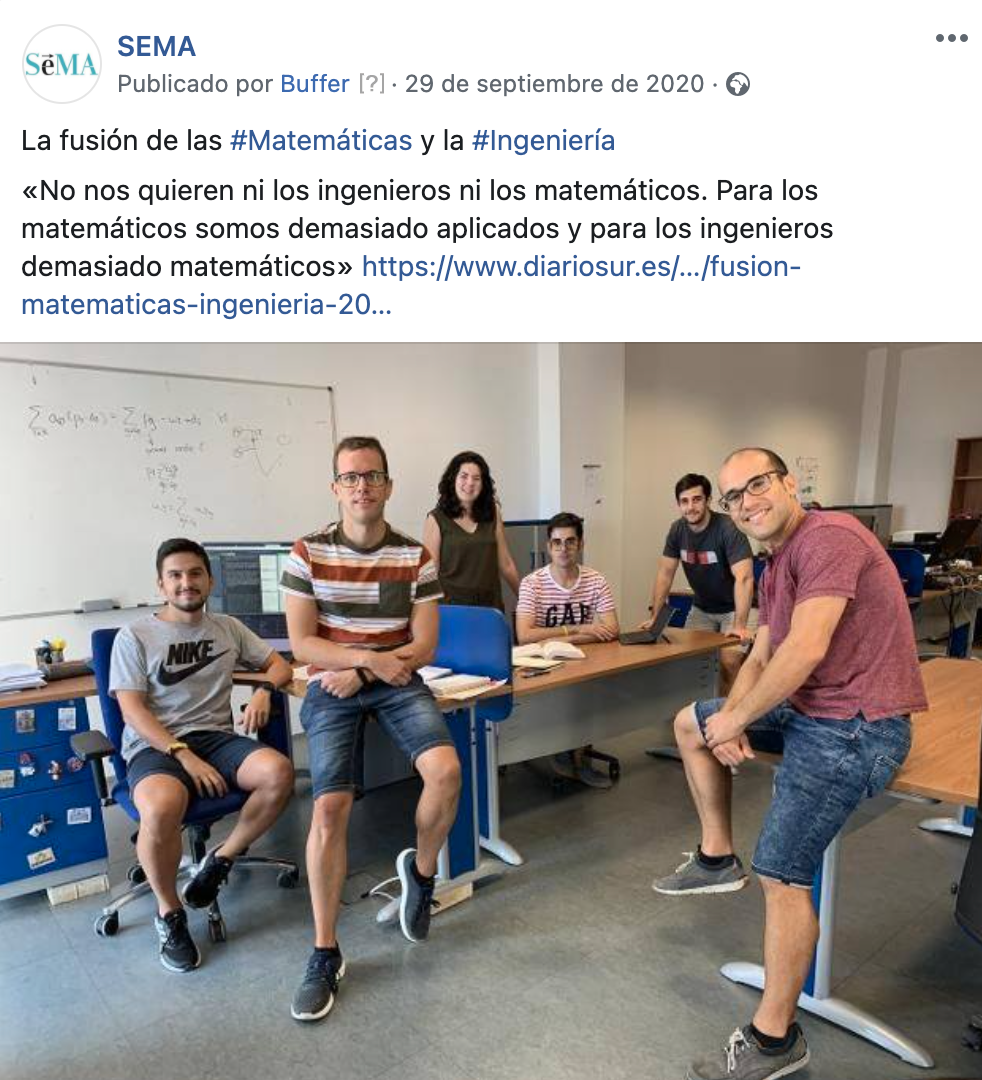 SēMA
SEMA
Publicado por Buffer [?] · 29 de septiembre de 2020 ·
La fusión de las #Matemáticas y la #Ingeniería
«No nos quieren ni los ingenieros ni los matemáticos. Para los
matemáticos somos demasiado aplicados y para los ingenieros
demasiado matemáticos» https://www.diariosur.es/.../fusion-
matematicas-ingenieria-20...
NIKE
GAP